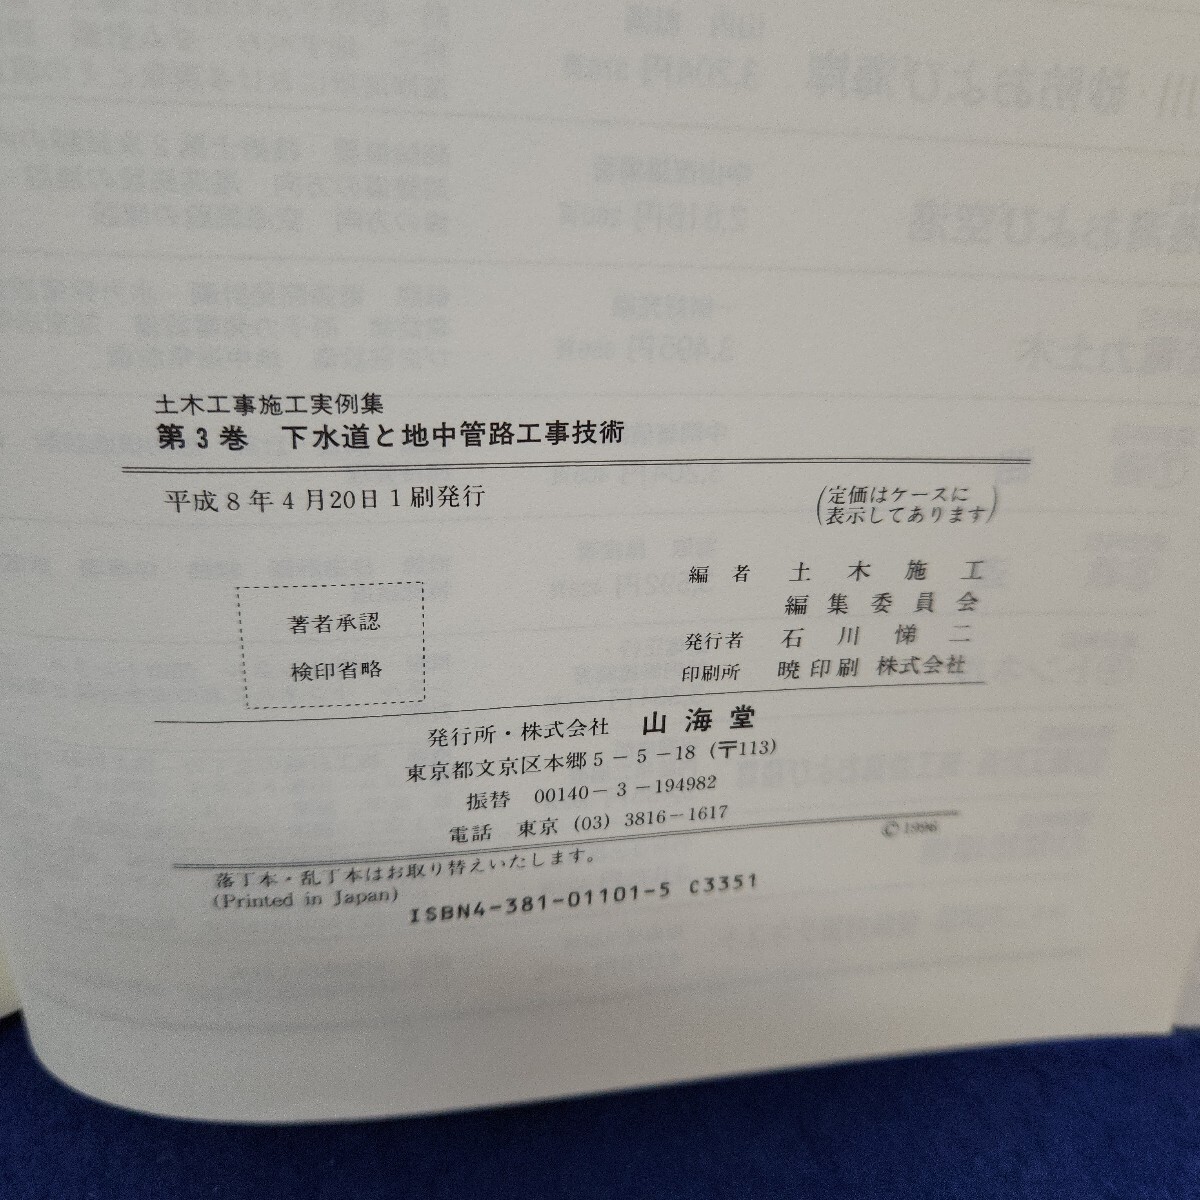 土木工事施工実例集
第3巻 下水道と地中管路工事技術
平成8年4月20日1刷発行
(定価はケースに
表示してあります)
著者承認
検印省略
編者 土木施工
編集委員会
発行者 石川悌二
印刷所 暁印刷 株式会社
発行所・株式会社 山海堂
東京都文京区本郷5-5-18 (〒113)
振替 00140-3-194982
電話 東京 (03) 3816-1617
© 1996
落丁本・乱丁本はお取り替えいたします。
(Printed in Japan)
ISBN4-381-01101-5 C3351